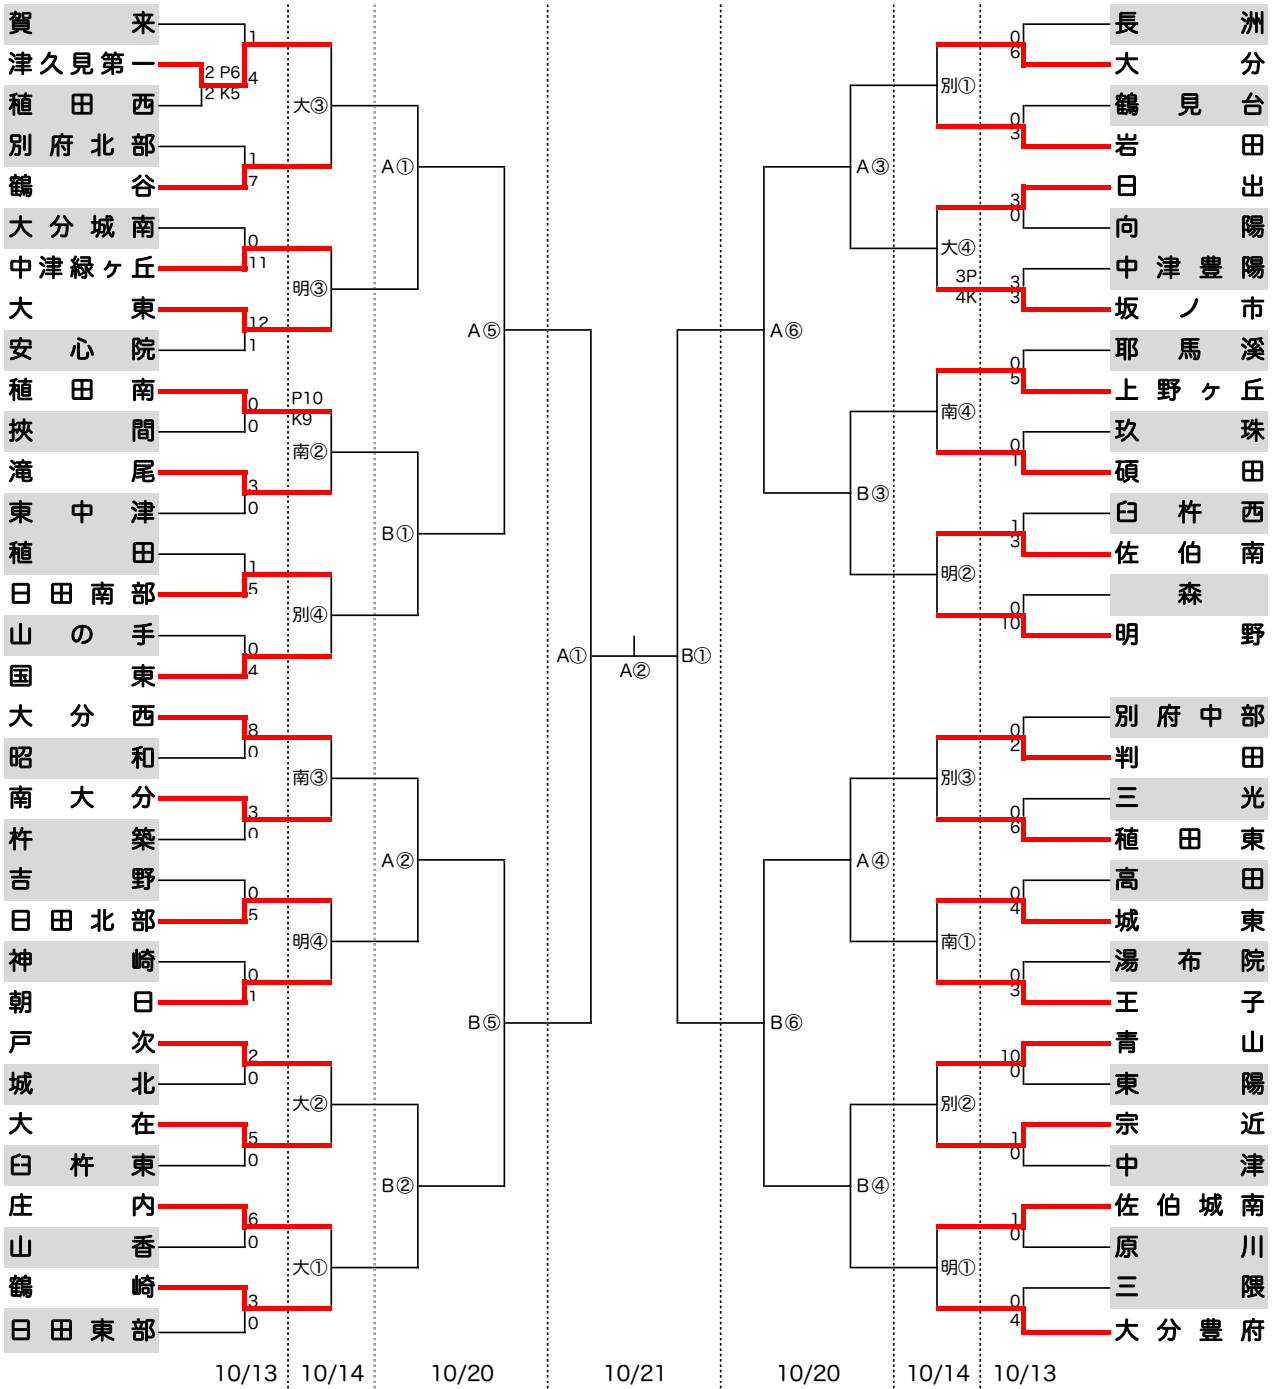 賀来
津久見第一
稙田西
別府北部
鶴谷
大分城南
中津緑ヶ丘
大東
安心院
稙田南
挾間
滝尾
東中津
稙田
日田南部
山の手
国東
大分西
昭和
南大分
杵築
吉野
日田北部
神崎
朝日
戸次
城北
大在
臼杵東
庄内
山香
鶴崎
日田東部
1
2 P6
4
2 K5
1
7
0
11
12
1
0
0
3
0
1
5
0
4
8
0
3
0
0
5
0
1
2
0
5
0
6
0
3
0
大③
明③
P10
K9
南②
別④
南③
明④
大②
大①
A①
B①
A②
B②
A⑤
B⑤
A①
A②
B①
A⑥
B⑥
A③
B③
A④
B④
別①
大④
3P
4K
南④
明②
別③
南①
別②
明①
0
6
0
3
3
0
3
3
0
5
0
1
1
3
0
10
0
2
0
6
0
4
0
3
10
0
1
0
1
0
0
4
長洲
大分
鶴見台
岩田
日出
向陽
中津豊陽
坂ノ市
耶馬溪
上野ヶ丘
玖珠
碩田
臼杵西
佐伯南
森
明野
別府中部
判田
三光
稙田東
高田
城東
湯布院
王子
青山
東陽
宗近
中津
佐伯城南
原川
三隈
大分豊府
10/13 10/14 10/20 10/21 10/20 10/14 10/13